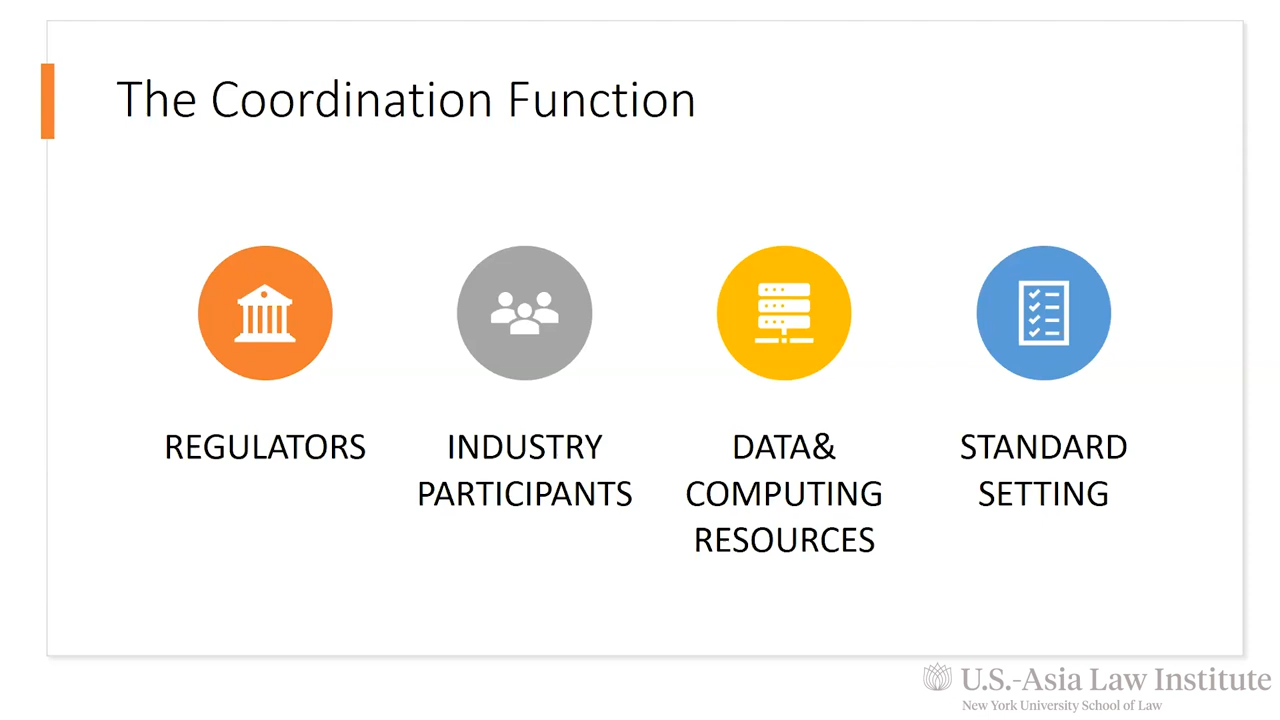 The Coordination Function
REGULATORS
INDUSTRY
PARTICIPANTS
DATA&
COMPUTING
RESOURCES
STANDARD
SETTING
U.S.-Asia Law Institute
New York University School of Law